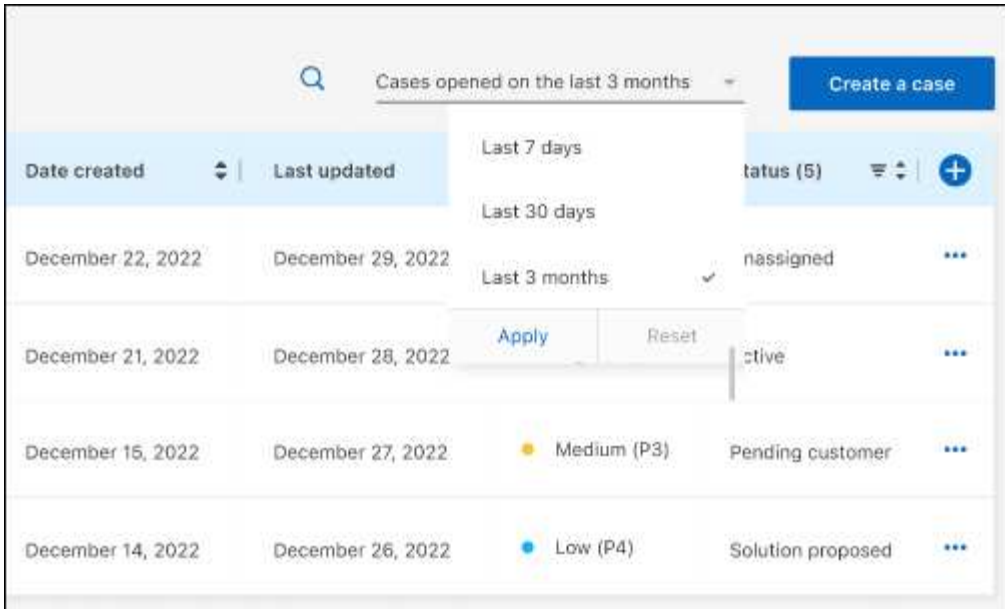 Cases opened on the last 3 months
Create a case
Last 7 days
Last 30 days
Last 3 months
Apply Reset
Date created Last updated tatus (5)
December 22, 2022 December 29, 2022 nassigned
December 21, 2022 December 28, 2022 ctive
December 15, 2022 December 27, 2022 Medium (P3) Pending customer
December 14, 2022 December 26, 2022 Low (P4) Solution proposed